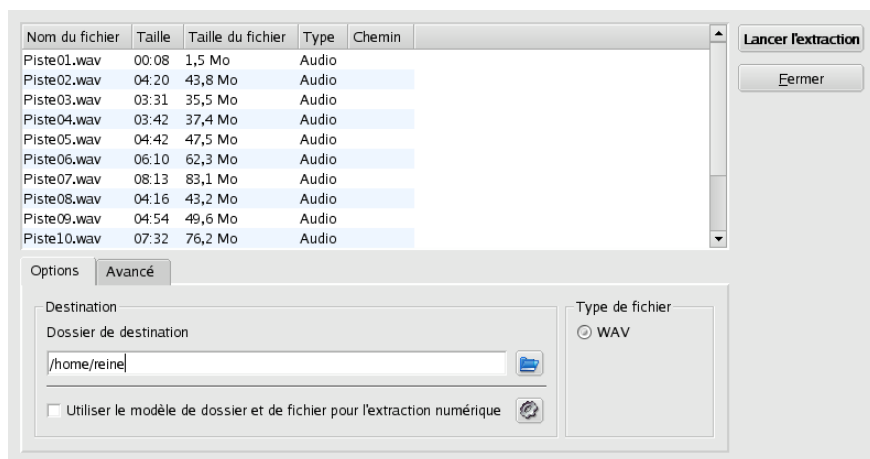 Nom du fichier Taille Taille du fichier Type Chemin
Lancer l'extraction
Piste01.wav 00:08 1,5 Mo Audio
Piste02.wav 04:20 43,8 Mo Audio
Fermer
Piste03.wav 03:31 35,5 Mo Audio
Piste04.wav 03:42 37,4 Mo Audio
Piste05.wav 04:42 47,5 Mo Audio
Piste06.wav 06:10 62,3 Mo Audio
Piste07.wav 08:13 83,1 Mo Audio
Piste08.wav 04:16 43,2 Mo Audio
Piste09.wav 04:54 49,6 Mo Audio
Piste10.wav 07:32 76,2 Mo Audio
Options Avancé
Destination
Type de fichier
Dossier de destination
WAV
/home/reine
Utiliser le modèle de dossier et de fichier pour l'extraction numérique